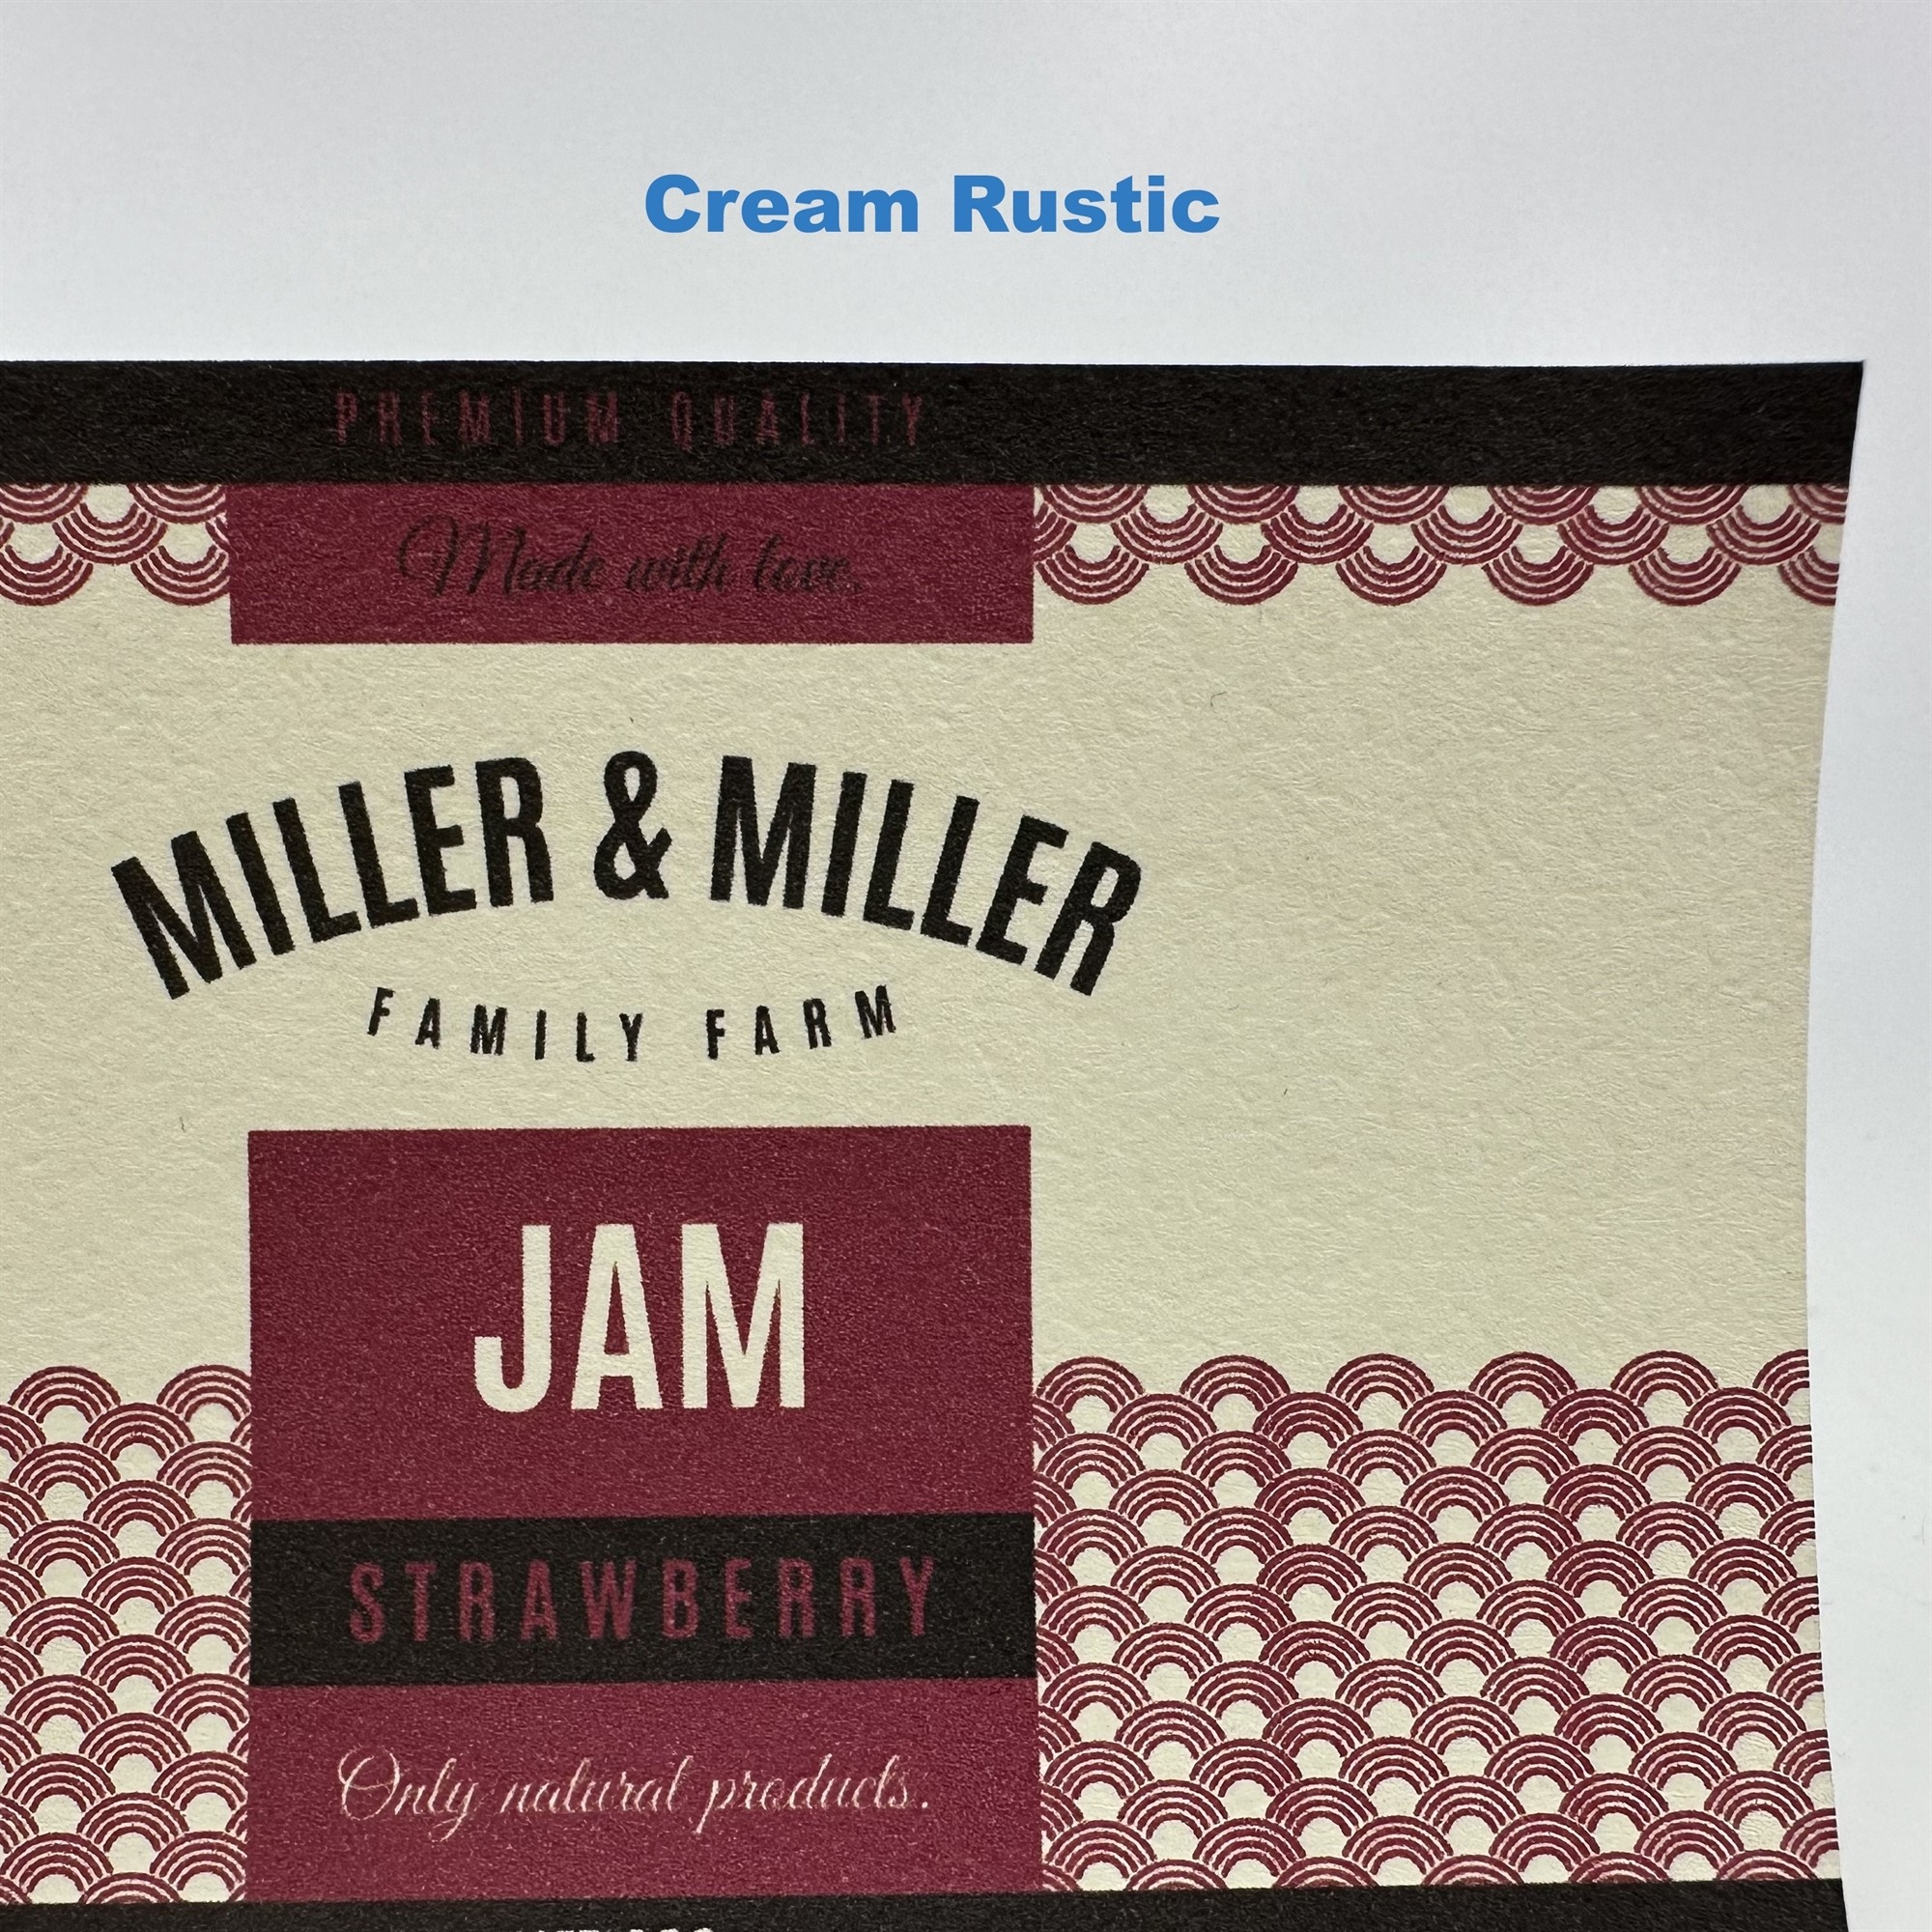 Cream Rustic
PREMIUM QUALITY
Made with love.
MILLER & MILLER
FAMILY FARM
JAM
STRAWBERRY
Only natural products.